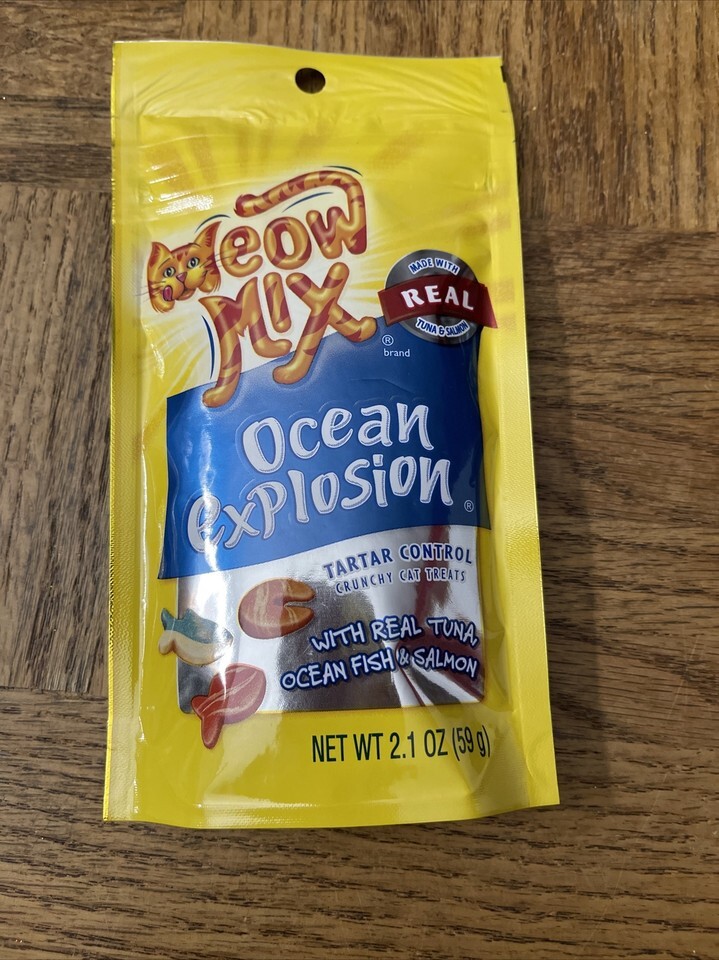 Meow
Mix
MADE WITH
REAL
TUNA & SALMON
®
brand
Ocean
explosion ®
TARTAR CONTROL
CRUNCHY CAT TREATS
WITH REAL TUNA,
OCEAN FISH & SALMON
NET WT 2.1 OZ (59 g)